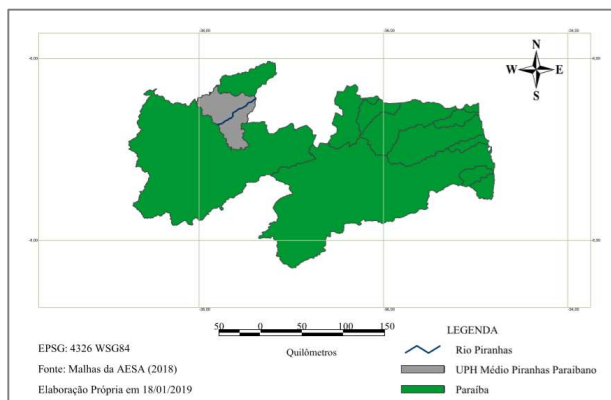 N
W E
S
50 0 50 100 150
Quilômetros
EPSG: 4326 WSG84
Fonte: Malhas da AESA (2018)
Elaboração Própria em 18/01/2019
LEGENDA
Rio Piranhas
UPH Médio Piranhas Paraibano
Paraíba